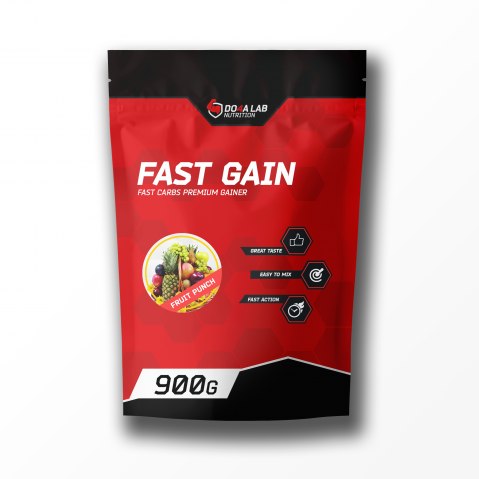 DO4A LAB
NUTRITION
FAST GAIN
FAST CARBS PREMIUM GAINER
GREAT TASTE
EASY TO MIX
FAST ACTION
FRUIT PUNCH
900G